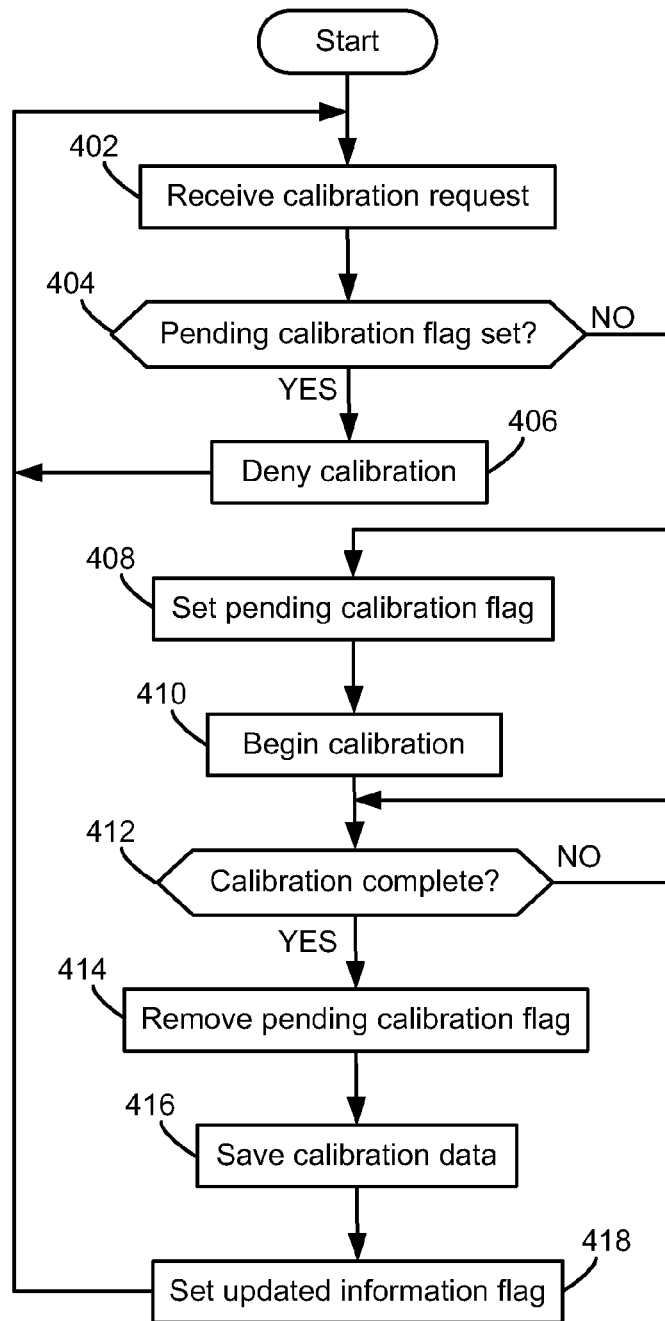 Start
402
Receive calibration request
404
Pending calibration flag set?
NO
YES
406
Deny calibration
408
Set pending calibration flag
410
Begin calibration
412
Calibration complete?
NO
YES
414
Remove pending calibration flag
416
Save calibration data
418
Set updated information flag